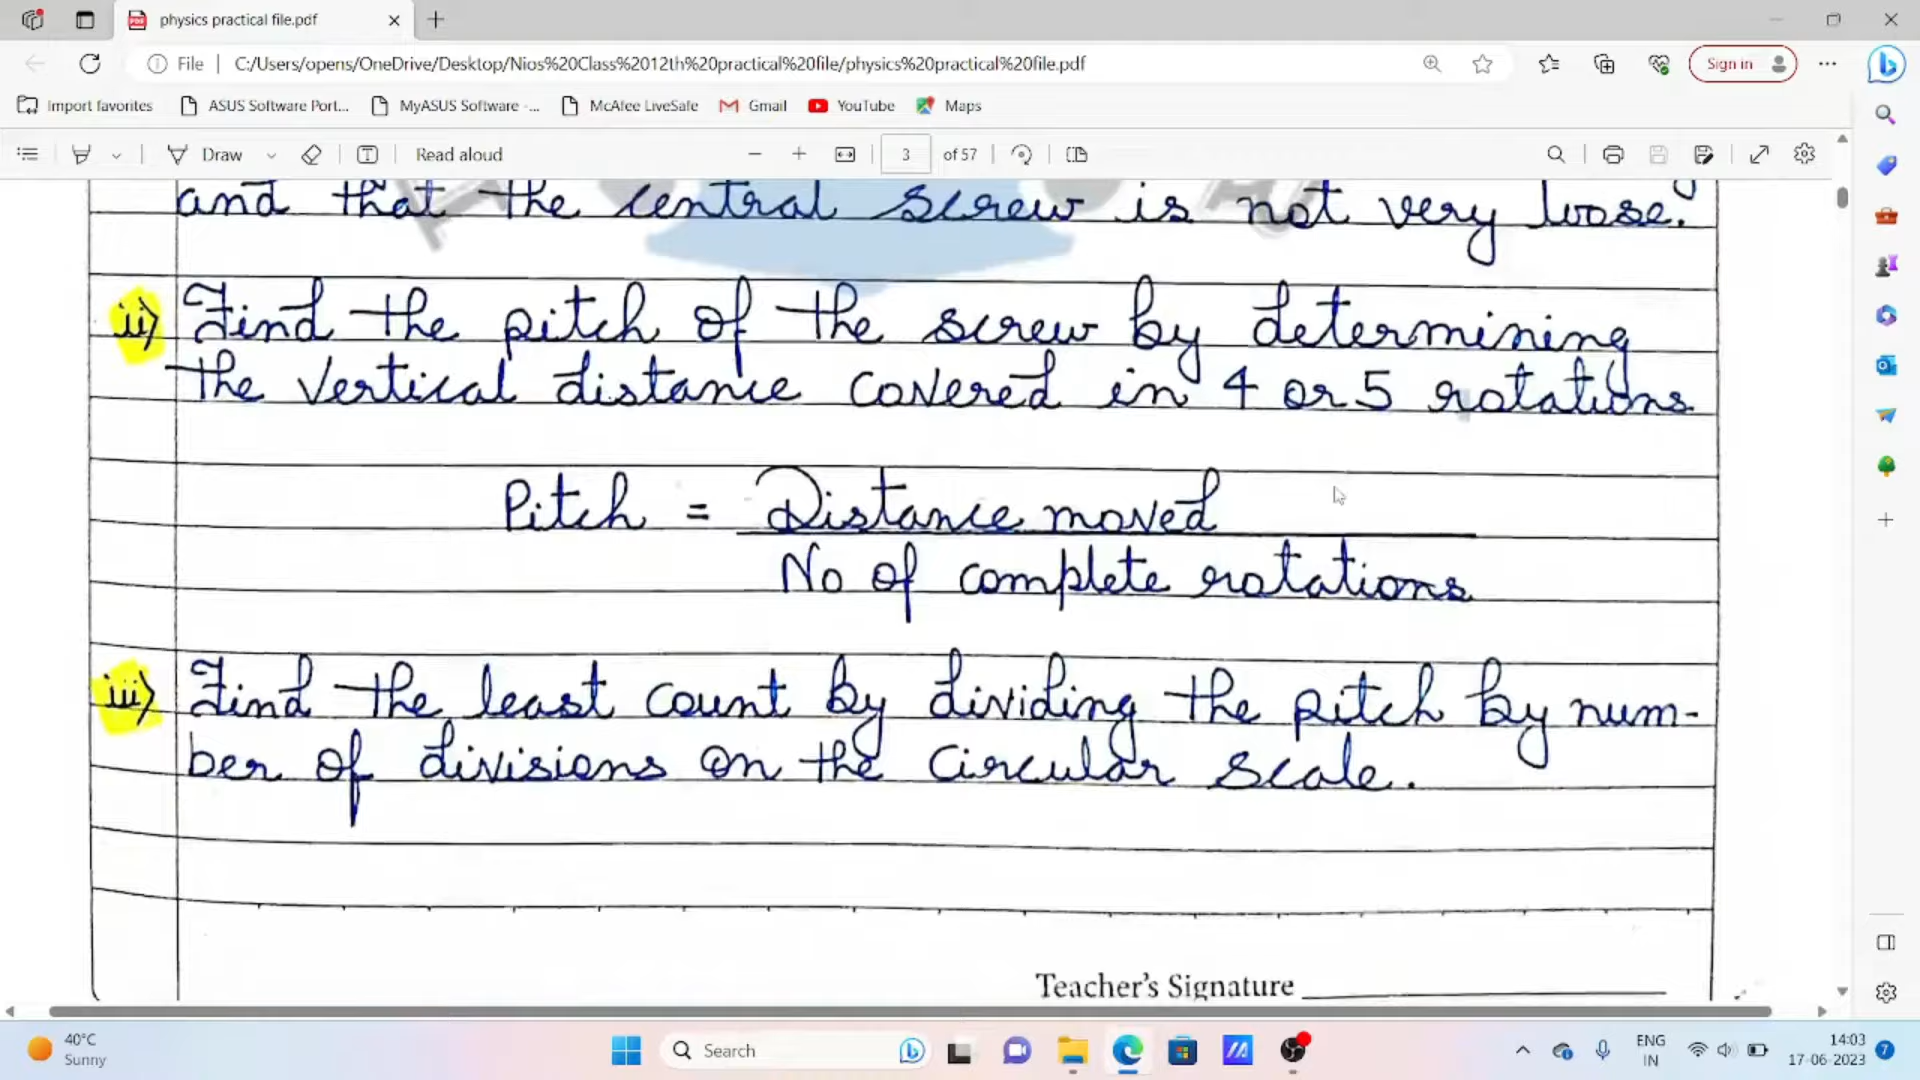 physics practical file.pdf
File
C:/Users/opens/OneDrive/Desktop/Nios%20Class%2012th%20practical%20file/physics%20practical%20file.pdf
Sign in
Import favorites
ASUS Software Port...
MyASUS Software -...
McAfee LiveSafe
Gmail
YouTube
Maps
Draw
Read aloud
3 of 57
and that the central screw is not very loose.
ii) Find the pitch of the screw by determining
the vertical distance covered in 4 or 5 rotations
Pitch = Distance moved
No of complete rotations
iii) Find the least count by dividing the pitch by num-
ber of divisions on the circular scale.
Teacher's Signature
40°C
Sunny
Search
ENG
IN
14:03
17-06-2023
7